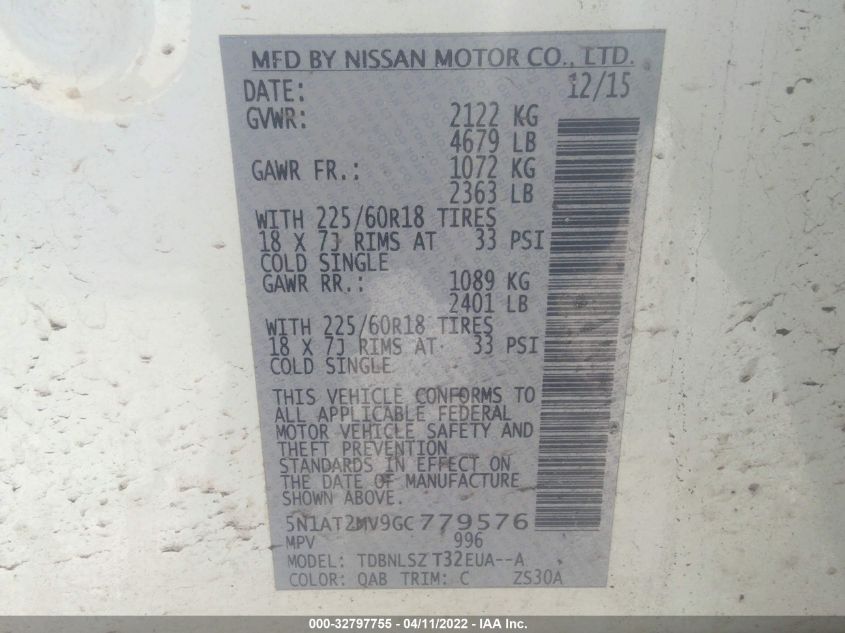 MFD BY NISSAN MOTOR CO., LTD.
DATE: 12/15
GVWR: 2122 KG
4679 LB
GAWR FR.: 1072 KG
2363 LB
WITH 225/60R18 TIRES
18 X 7J RIMS AT 33 PSI
COLD SINGLE
GAWR RR.: 1089 KG
2401 LB
WITH 225/60R18 TIRES
18 X 7J RIMS AT 33 PSI
COLD SINGLE
THIS VEHICLE CONFORMS TO
ALL APPLICABLE FEDERAL
MOTOR VEHICLE SAFETY AND
THEFT PREVENTION
STANDARDS IN EFFECT ON
THE DATE OF MANUFACTURE
SHOWN ABOVE.
5N1AT2MV9GC779576
MPV 996
MODEL: TDBNLSZ T32EUA--A
COLOR: QAB TRIM: C ZS30A
000-32797755 - 04/11/2022 - IAA Inc.